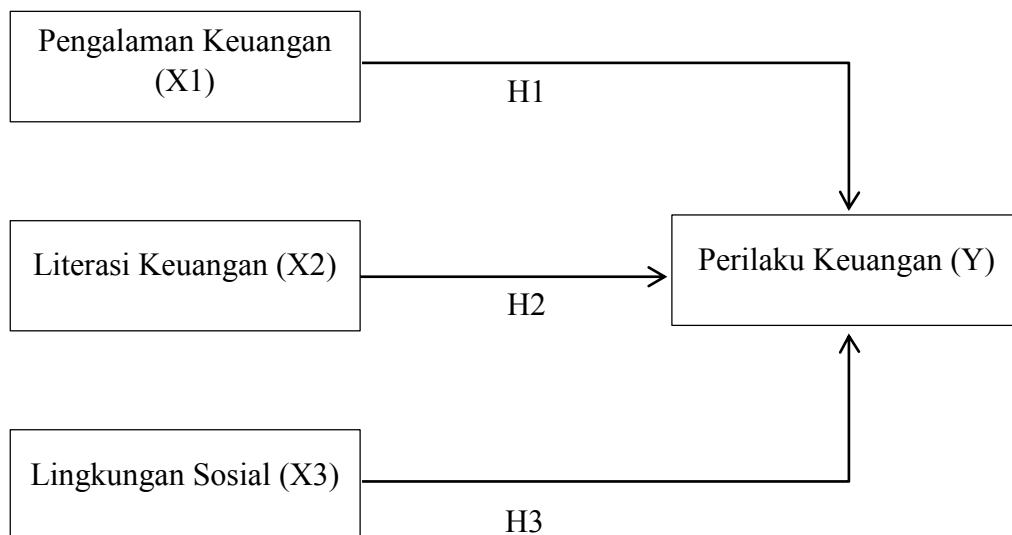 Pengalaman Keuangan
(X1)
H1
Literasi Keuangan (X2)
Perilaku Keuangan (Y)
H2
Lingkungan Sosial (X3)
H3